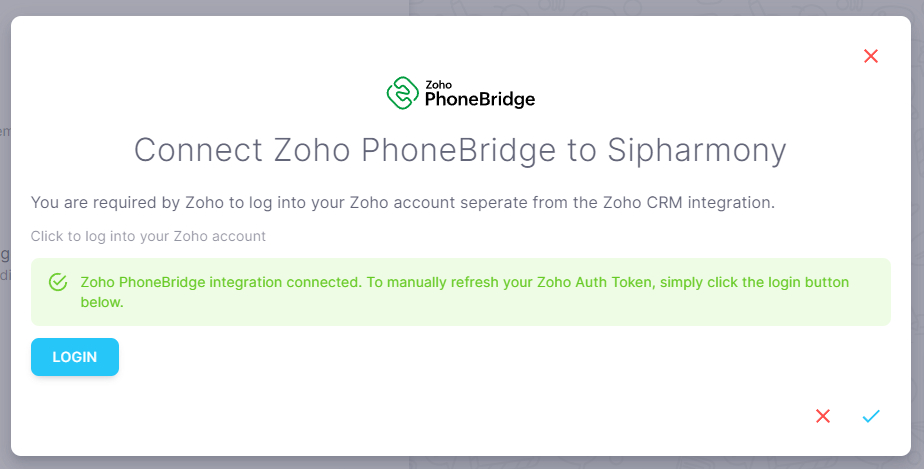 Zoho
PhoneBridge
Connect Zoho PhoneBridge to Sipharmony
You are required by Zoho to log into your Zoho account seperate from the Zoho CRM integration.
Click to log into your Zoho account
Zoho PhoneBridge integration connected. To manually refresh your Zoho Auth Token, simply click the login button
below.
LOGIN